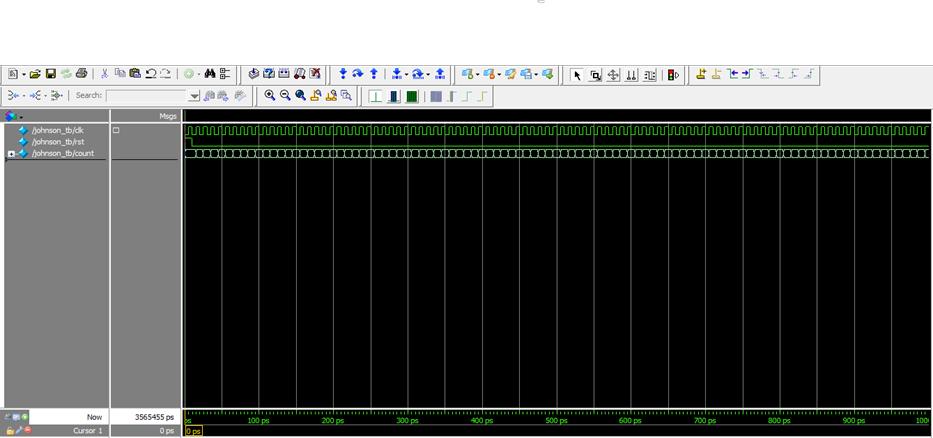 Search:
Msgs
/johnson_tb/clk
/johnson_tb/rst
/johnson_tb/count
Now 3565455 ps
ps 100 ps 200 ps 300 ps 400 ps 500 ps 600 ps 700 ps 800 ps 900 ps 100
Cursor 1 0 ps 0 ps